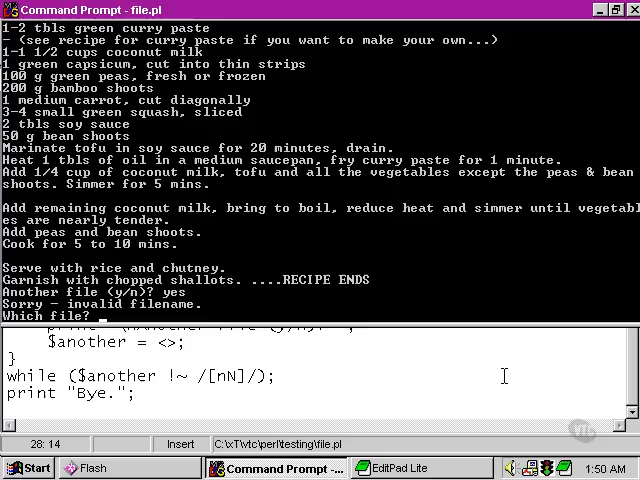 Command Prompt - file.pl
1-2 tbls green curry paste
- (see recipe for curry paste if you want to make your own...)
1-1 1/2 cups coconut milk
1 green capsicum, cut into thin strips
100 g green peas, fresh or frozen
200 g bamboo shoots
1 medium carrot, cut diagonally
3-4 small green squash, sliced
2 tbls soy sauce
50 g bean shoots
Marinate tofu in soy sauce for 20 minutes, drain.
Heat 1 tbls of oil in a medium saucepan, fry curry paste for 1 minute.
Add 1/4 cup of coconut milk, tofu and all the vegetables except the peas & bean
shoots. Simmer for 5 mins.
Add remaining coconut milk, bring to boil, reduce heat and simmer until vegetabl
es are nearly tender.
Add peas and bean shoots.
Cook for 5 to 10 mins.
Serve with rice and chutney.
Garnish with chopped shallots. ....RECIPE ENDS
Another file (y/n)? yes
Sorry - invalid filename.
Which file? _
$another = <>;
}
while ($another !~ /[nN]/);
print "Bye.";
28: 14
Insert
C:\xT\vtc\perl\testing\file.pl
Start
Flash
Command Prompt -...
EditPad Lite
1:50 AM